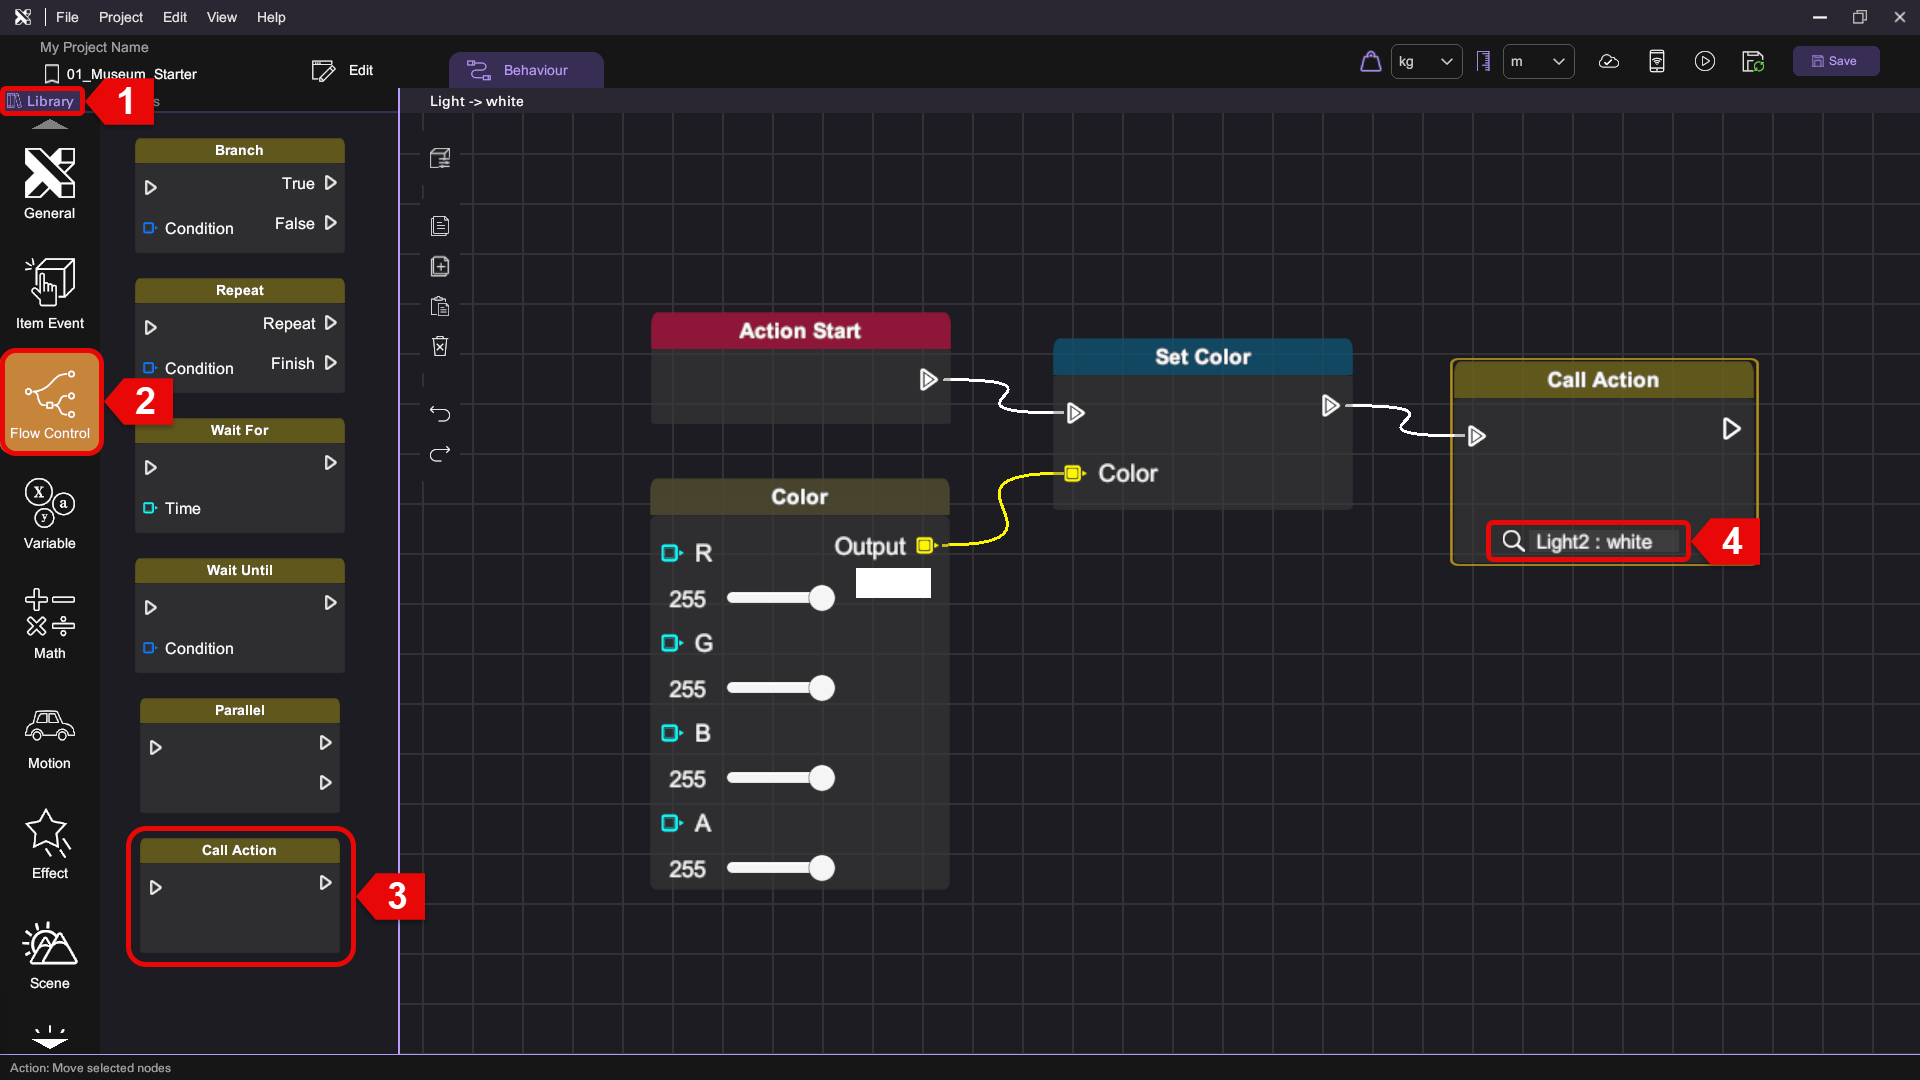 File Project Edit View Help
My Project Name
01_Museum_Starter
Edit
Behaviour
kg
m
Save
Library
1
s
Light -> white
General
Item Event
Flow Control
2
Variable
Math
Motion
Effect
Scene
Branch
True
Condition
False
Repeat
Repeat
Condition
Finish
Wait For
Time
Wait Until
Condition
Parallel
Call Action
3
Action Start
Set Color
Color
Call Action
Light2 : white
4
Color
Output
R
255
G
255
B
255
A
255
Action: Move selected nodes